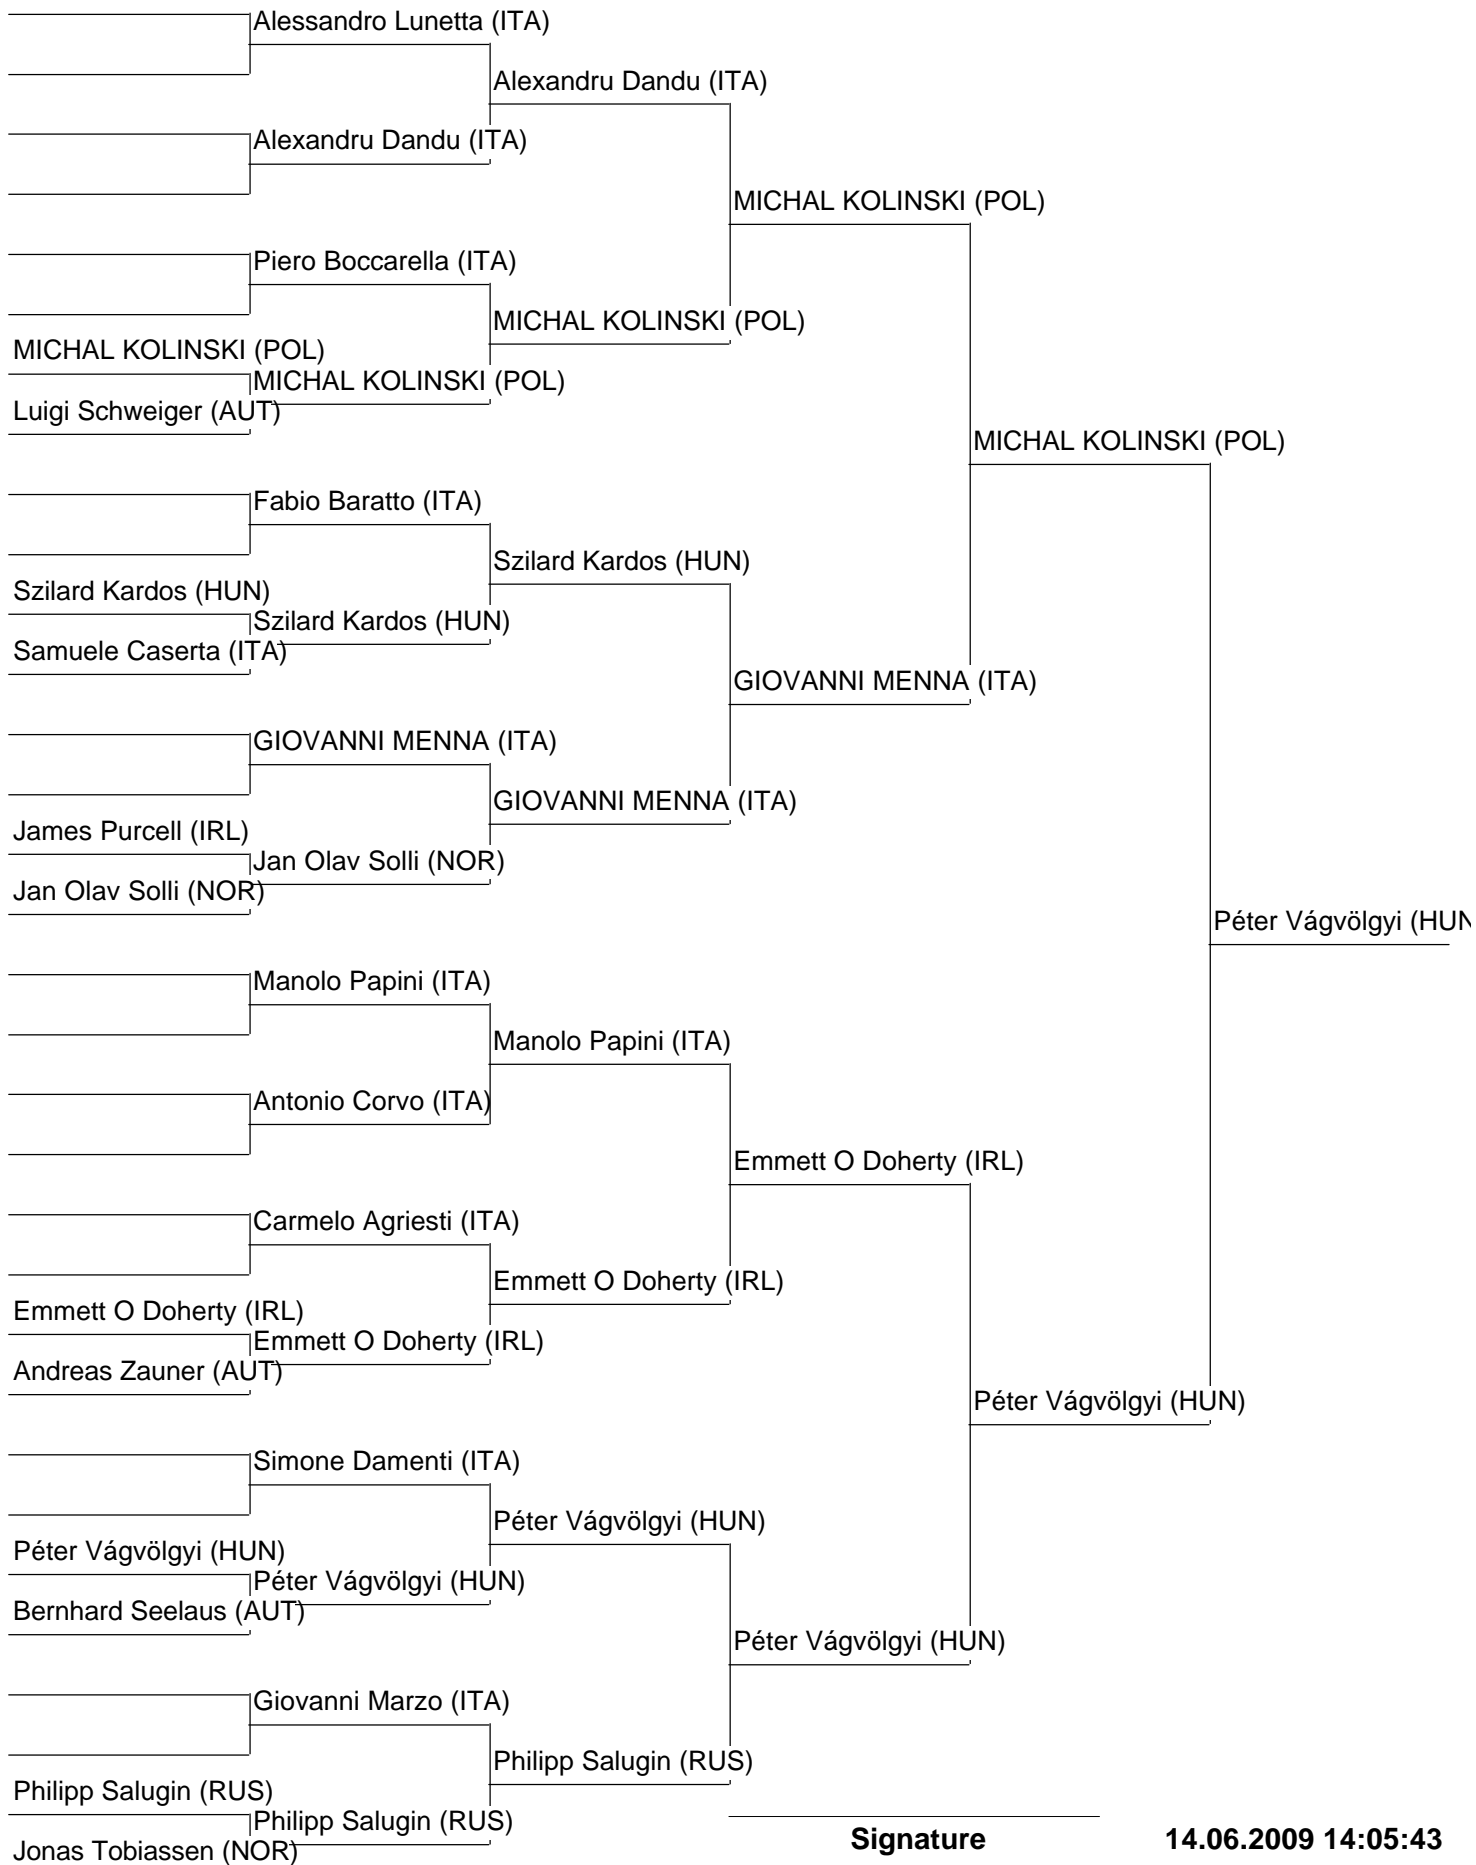 Alessandro Lunetta (ITA)
Alexandru Dandu (ITA)
Alexandru Dandu (ITA)
MICHAL KOLINSKI (POL)
Piero Boccarella (ITA)
MICHAL KOLINSKI (POL)
MICHAL KOLINSKI (POL)
MICHAL KOLINSKI (POL)
Luigi Schweiger (AUT)
MICHAL KOLINSKI (POL)
Fabio Baratto (ITA)
Szilard Kardos (HUN)
Szilard Kardos (HUN)
Szilard Kardos (HUN)
Samuele Caserta (ITA)
GIOVANNI MENNA (ITA)
GIOVANNI MENNA (ITA)
GIOVANNI MENNA (ITA)
James Purcell (IRL)
Jan Olav Solli (NOR)
Jan Olav Solli (NOR)
Péter Vágvölgyi (HUN
Manolo Papini (ITA)
Manolo Papini (ITA)
Antonio Corvo (ITA)
Emmett O Doherty (IRL)
Carmelo Agriesti (ITA)
Emmett O Doherty (IRL)
Emmett O Doherty (IRL)
Emmett O Doherty (IRL)
Andreas Zauner (AUT)
Péter Vágvölgyi (HUN)
Simone Damenti (ITA)
Péter Vágvölgyi (HUN)
Péter Vágvölgyi (HUN)
Péter Vágvölgyi (HUN)
Bernhard Seelaus (AUT)
Péter Vágvölgyi (HUN)
Giovanni Marzo (ITA)
Philipp Salugin (RUS)
Philipp Salugin (RUS)
Philipp Salugin (RUS)
Jonas Tobiassen (NOR)
Signature
14.06.2009 14:05:43